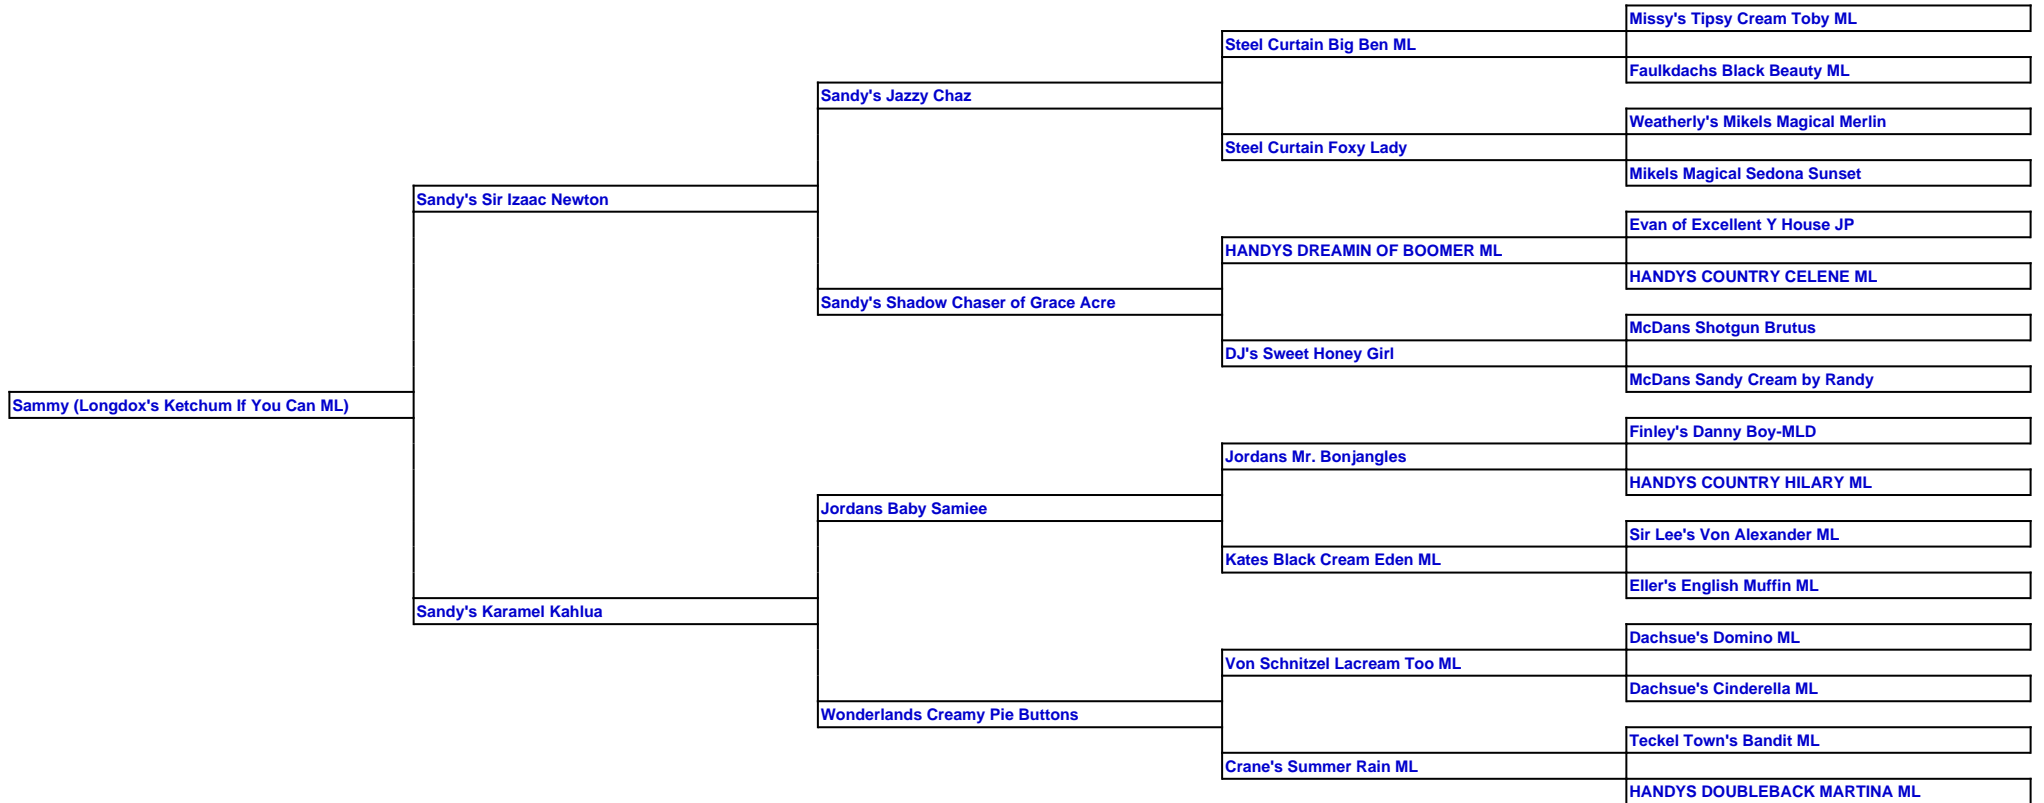 Missy's Tipsy Cream Toby ML
Steel Curtain Big Ben ML
Faulkdachs Black Beauty ML
Sandy's Jazzy Chaz
Weatherly's Mikels Magical Merlin
Steel Curtain Foxy Lady
Mikels Magical Sedona Sunset
Sandy's Sir Izaac Newton
Evan of Excellent Y House JP
HANDYS DREAMIN OF BOOMER ML
HANDYS COUNTRY CELENE ML
Sandy's Shadow Chaser of Grace Acre
McDans Shotgun Brutus
DJ's Sweet Honey Girl
McDans Sandy Cream by Randy
Sammy (Longdox's Ketchum If You Can ML)
Finley's Danny Boy-MLD
Jordans Mr. Bonjangles
HANDYS COUNTRY HILARY ML
Jordans Baby Samiee
Sir Lee's Von Alexander ML
Kates Black Cream Eden ML
Eller's English Muffin ML
Sandy's Karamel Kahlua
Dachsue's Domino ML
Von Schnitzel Lacream Too ML
Dachsue's Cinderella ML
Wonderlands Creamy Pie Buttons
Teckel Town's Bandit ML
Crane's Summer Rain ML
HANDYS DOUBLEBACK MARTINA ML